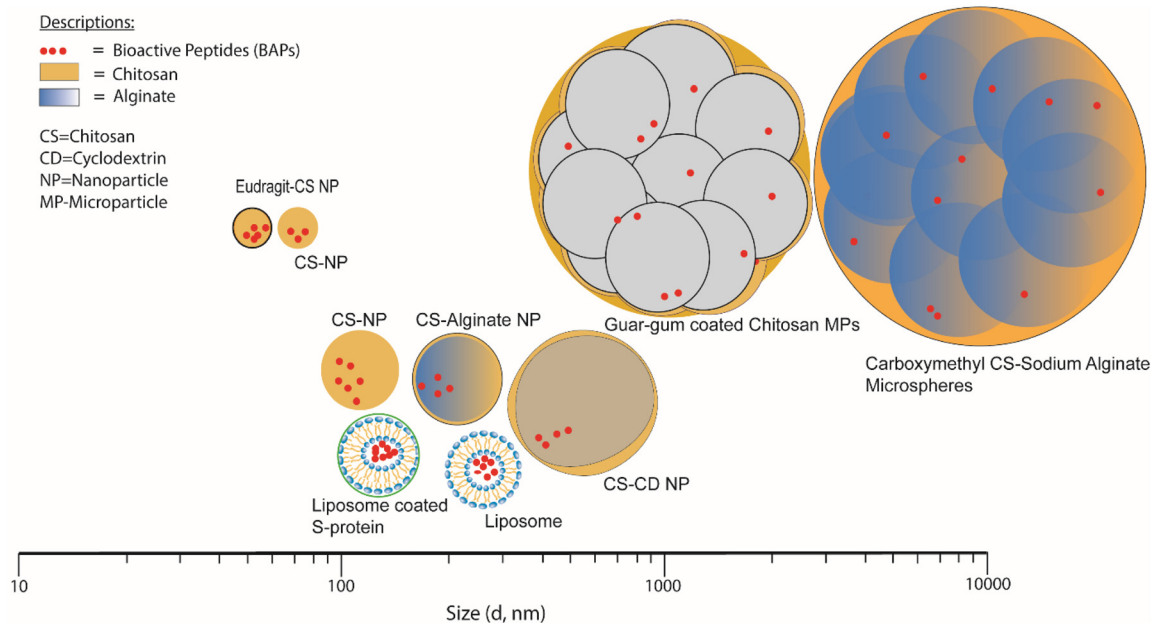 Descriptions:
= Bioactive Peptides (BAPs)
= Chitosan
= Alginate
CS=Chitosan
CD=Cyclodextrin
NP=Nanoparticle
MP-Microparticle
Eudragit-CS NP
CS-NP
CS-NP
CS-Alginate NP
Guar-gum coated Chitosan MPs
Carboxymethyl CS-Sodium Alginate
Microspheres
CS-CD NP
Liposome coated
S-protein
Liposome
10
100
1000
10000
Size (d, nm)